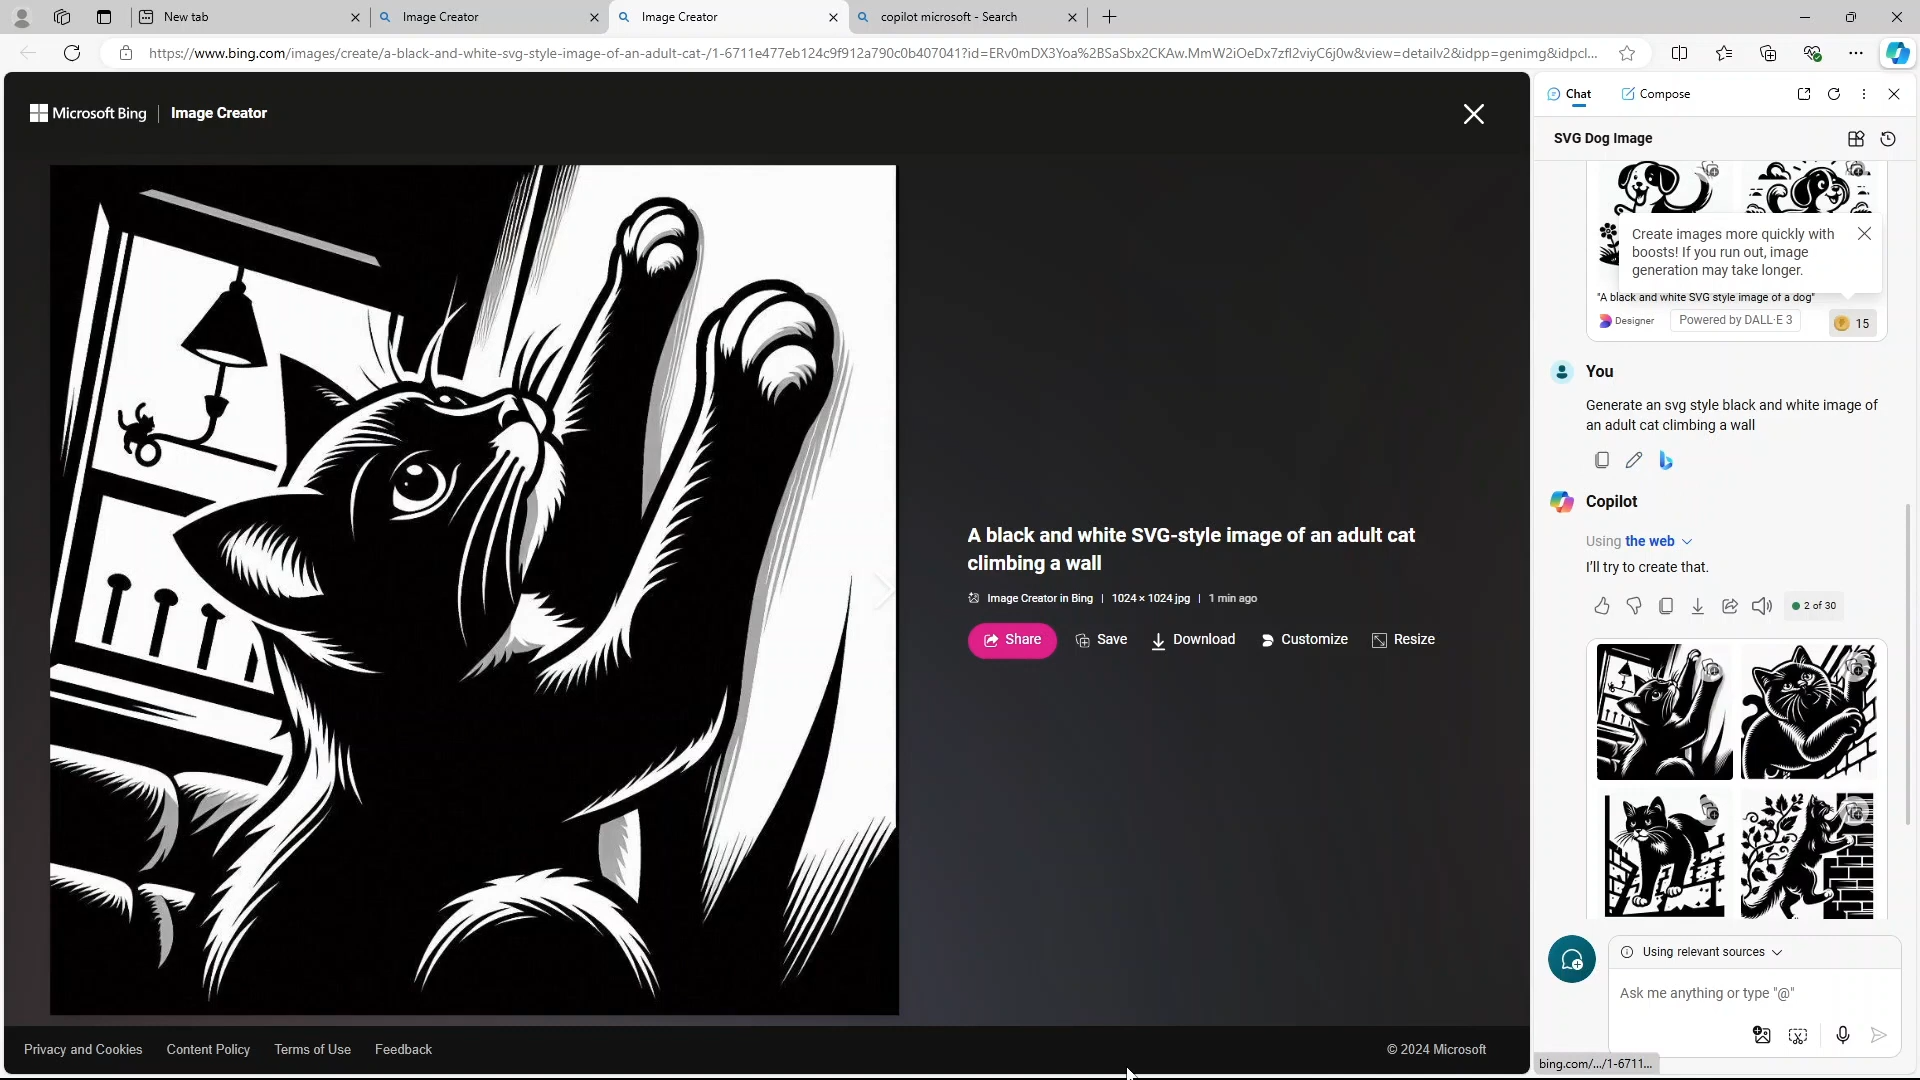 New tab
Image Creator
Image Creator
copilot microsoft - Search
https://www.bing.com/images/create/a-black-and-white-svg-style-image-of-an-adult-cat-/1-6711e477eb124c9f912a790c0b407041?id=ERv0mDX3Yoa%2BSaSbx2CKAw.MmW2iOeDx7zfl2viyC6j0w&view=detailv2&idpp=genimg&idpcl...
Microsoft Bing
Image Creator
Chat
Compose
SVG Dog Image
Create images more quickly with
boosts! If you run out, image
generation may take longer.
"A black and white SVG style image of a dog"
Designer
Powered by DALL·E 3
15
You
Generate an svg style black and white image of
an adult cat climbing a wall
Copilot
Using the web
I'll try to create that.
2 of 30
A black and white SVG-style image of an adult cat
climbing a wall
Image Creator in Bing | 1024 × 1024 jpg | 1 min ago
Share
Save
Download
Customize
Resize
Using relevant sources
Ask me anything or type "@"
Privacy and Cookies
Content Policy
Terms of Use
Feedback
© 2024 Microsoft
bing.com/.../1-6711...